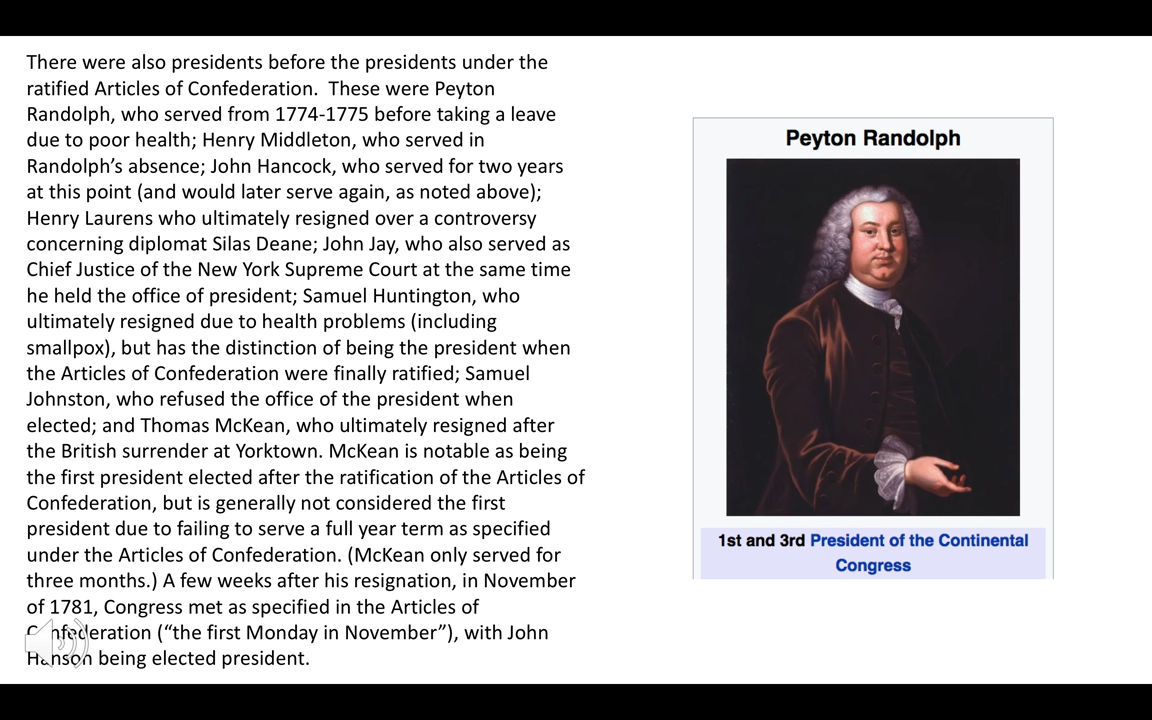 There were also presidents before the presidents under the
ratified Articles of Confederation.  These were Peyton
Randolph, who served from 1774-1775 before taking a leave
due to poor health; Henry Middleton, who served in
Randolph’s absence; John Hancock, who served for two years
at this point (and would later serve again, as noted above);
Henry Laurens who ultimately resigned over a controversy
concerning diplomat Silas Deane; John Jay, who also served as
Chief Justice of the New York Supreme Court at the same time
he held the office of president; Samuel Huntington, who
ultimately resigned due to health problems (including
smallpox), but has the distinction of being the president when
the Articles of Confederation were finally ratified; Samuel
Johnston, who refused the office of the president when
elected; and Thomas McKean, who ultimately resigned after
the British surrender at Yorktown. McKean is notable as being
the first president elected after the ratification of the Articles of
Confederation, but is generally not considered the first
president due to failing to serve a full year term as specified
under the Articles of Confederation. (McKean only served for
three months.) A few weeks after his resignation, in November
of 1781, Congress met as specified in the Articles of
Confederation (“the first Monday in November”), with John
Hanson being elected president.
Peyton Randolph
1st and 3rd President of the Continental
Congress